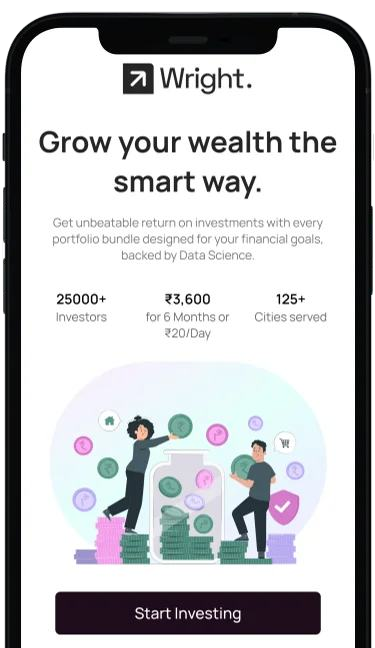 Wright.
Grow your wealth the
smart way.
Get unbeatable return on investments with every
portfolio bundle designed for your financial goals,
backed by Data Science.
25000+ ₹3,600 125+
Investors for 6 Months or Cities served
₹20/Day
Start Investing